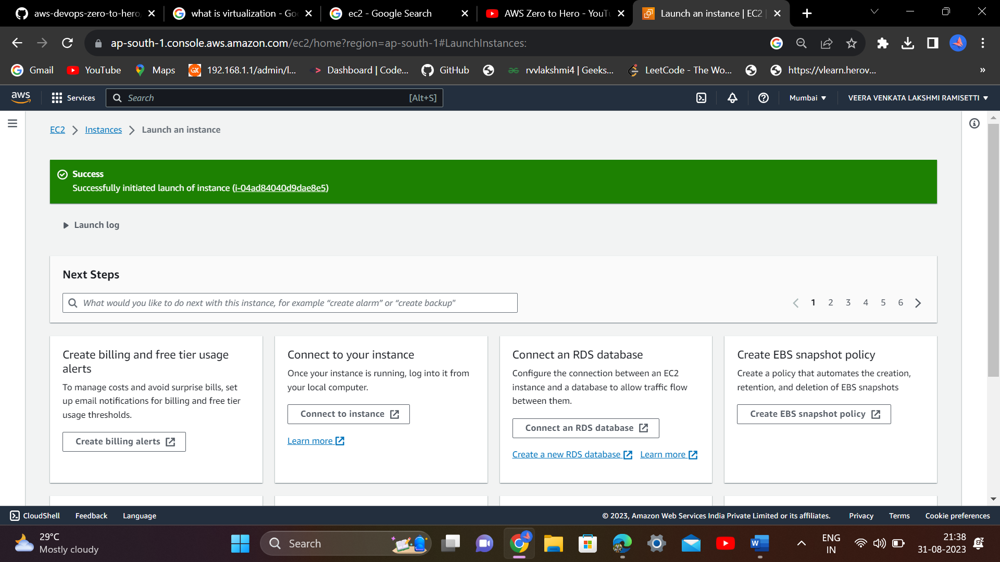 aws-devops-zero-to-hero,
what is virtualization - Go
ec2 - Google Search
AWS Zero to Hero - YouTu
Launch an instance | EC2 |
ap-south-1.console.aws.amazon.com/ec2/home?region=ap-south-1#LaunchInstances:
Gmail
YouTube
Maps
192.168.1.1/admin/l...
Dashboard | Code...
GitHub
rvvlakshmi4 | Geeks...
LeetCode - The Wo...
https://vlearn.herov...
»
aws
Services
Search
[Alt+S]
Mumbai
VEERA VENKATA LAKSHMI RAMISETTI
EC2
Instances
Launch an instance
Success
Successfully initiated launch of instance (i-04ad84040d9dae8e5)
Launch log
Next Steps
What would you like to do next with this instance, for example “create alarm” or “create backup"
1 2 3 4 5 6
Create billing and free tier usage
alerts
To manage costs and avoid surprise bills, set
up email notifications for billing and free tier
usage thresholds.
Create billing alerts
Connect to your instance
Once your instance is running, log into it from
your local computer.
Connect to instance
Learn more
Connect an RDS database
Configure the connection between an EC2
instance and a database to allow traffic flow
between them.
Connect an RDS database
Create a new RDS database
Learn more
Create EBS snapshot policy
Create a policy that automates the creation,
retention, and deletion of EBS snapshots
Create EBS snapshot policy
CloudShell
Feedback
Language
© 2023, Amazon Web Services India Private Limited or its affiliates.
Privacy
Terms
Cookie preferences
29°C
Mostly cloudy
Search
ENG
IN
21:38
31-08-2023